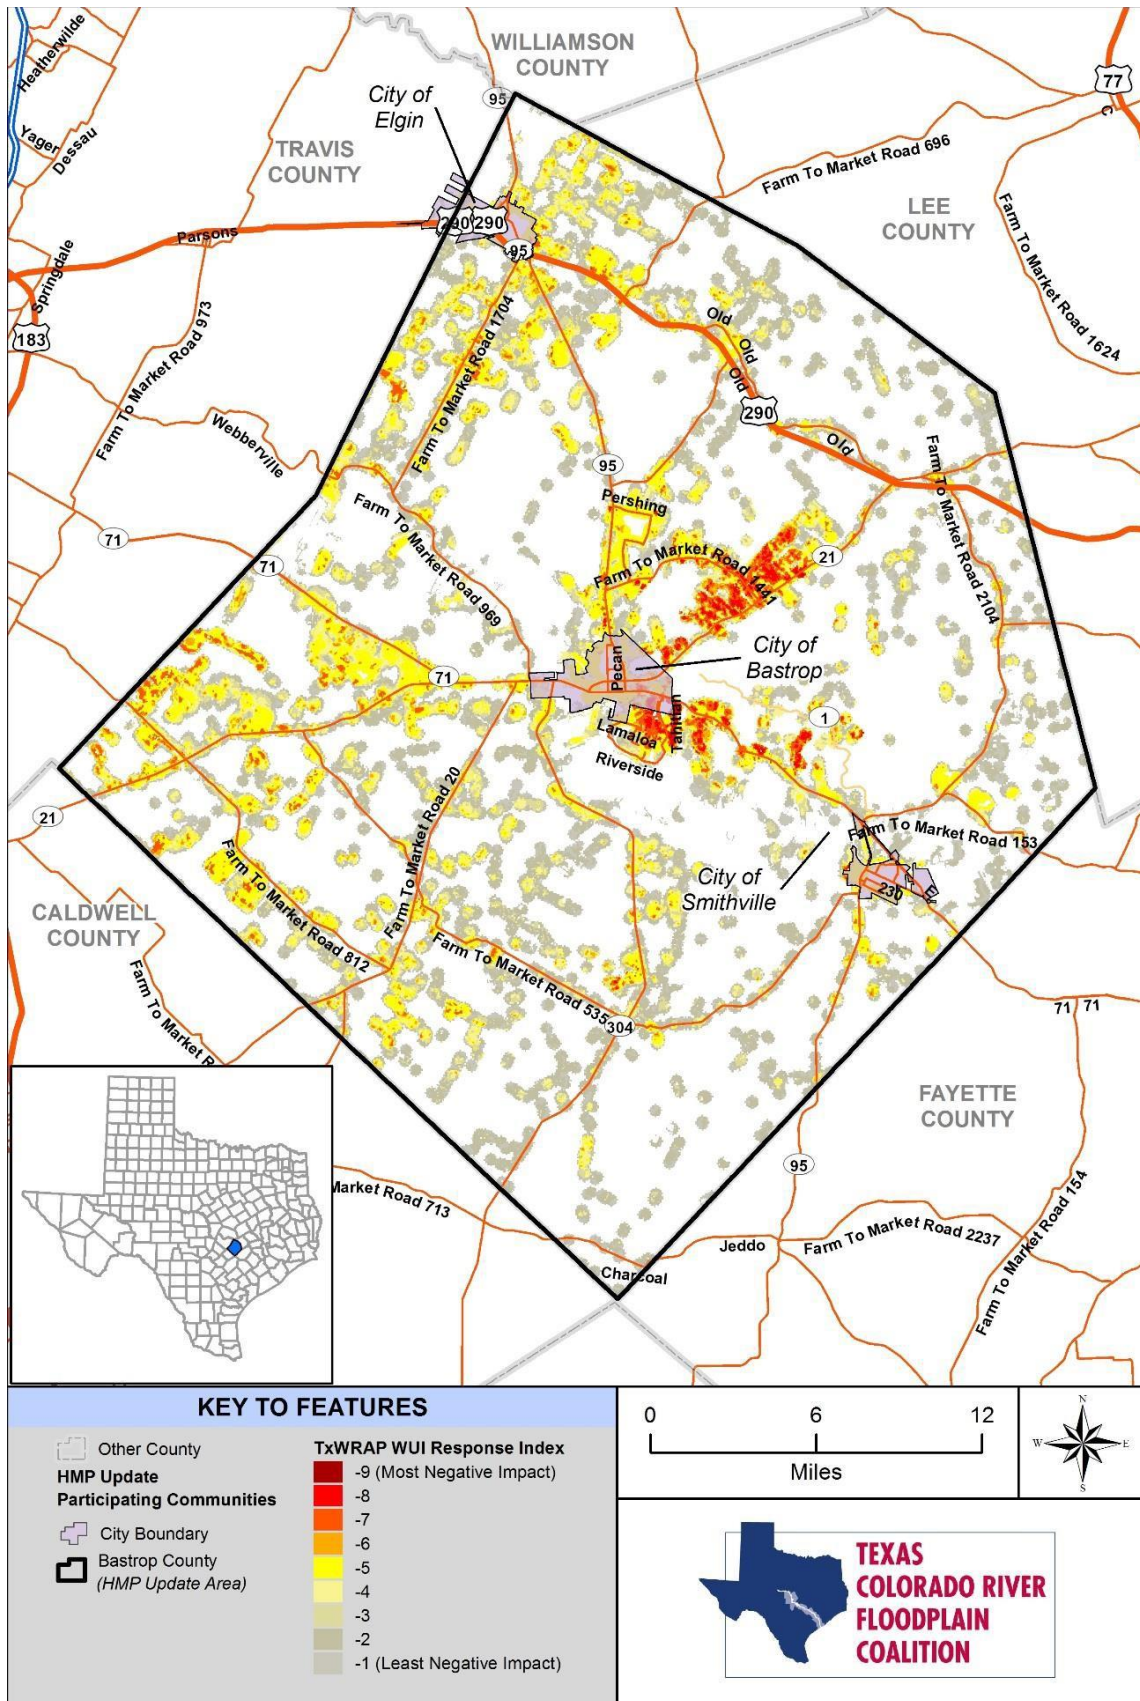 WILLIAMSON
COUNTY
Heatherwilde
95
77
City of
Elgin
C
Yager
Dessau
TRAVIS
COUNTY
Farm To Market Road 696
LEE
COUNTY
Farm To Market Road 1624
290
290
Parsons
95
Springdale
183
Farm To Market Road 973
Farm To Market Road 1704
Old
Old
Old
290
Webberville
Old
95
Farm To Market Road 2104
Pershing
Farm To Market Road 969
71
71
21
Farm To Market Road 1441
City of
Bastrop
Pecan
71
1
Tahitian
Lamaloa
Riverside
21
Farm To Market Road 20
Farm To Market Road 153
City of
Smithville
230
Farm To Market Road 812
CALDWELL
COUNTY
Farm To Market Road 535
Farm To Market R
304
71
71
FAYETTE
COUNTY
95
Market Road 713
Farm To Market Road 154
Farm To Market Road 2237
Jeddo
Charcoal
KEY TO FEATURES
Other County
HMP Update
Participating Communities
City Boundary
Bastrop County
(HMP Update Area)
TxWRAP WUI Response Index
-9 (Most Negative Impact)
-8
-7
-6
-5
-4
-3
-2
-1 (Least Negative Impact)
0 6 12
Miles
N
W E
S
TEXAS
COLORADO RIVER
FLOODPLAIN
COALITION